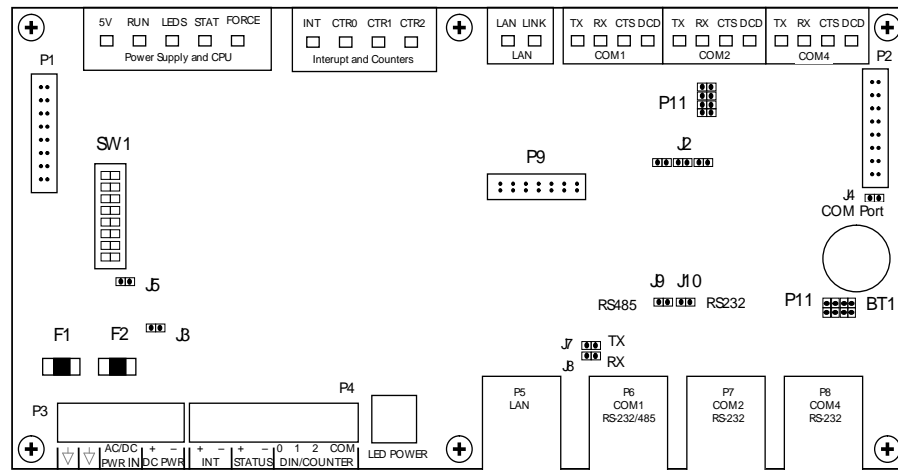 5V RUN LEDS STAT FORCE
Power Supply and CPU
INT CTR0 CTR1 CTR2
Interupt and Counters
LAN LINK
LAN
TX RX CTS DCD
COM1
TX RX CTS DCD
COM2
TX RX CTS DCD
COM4
P1
P2
P11
SW1
J2
P9
J4
COM Port
J5
J9 J10
RS485
RS232
P11
BT1
F1
F2
J3
J7
TX
J8
RX
P3
P4
P5
LAN
P6
COM1
RS-232/485
P7
COM2
RS-232
P8
COM4
RS-232
AC/DC
PWR IN
+ −
DC PWR
+ −
INT
+ −
STATUS
0 1 2 COM
DIN/COUNTER
LED POWER